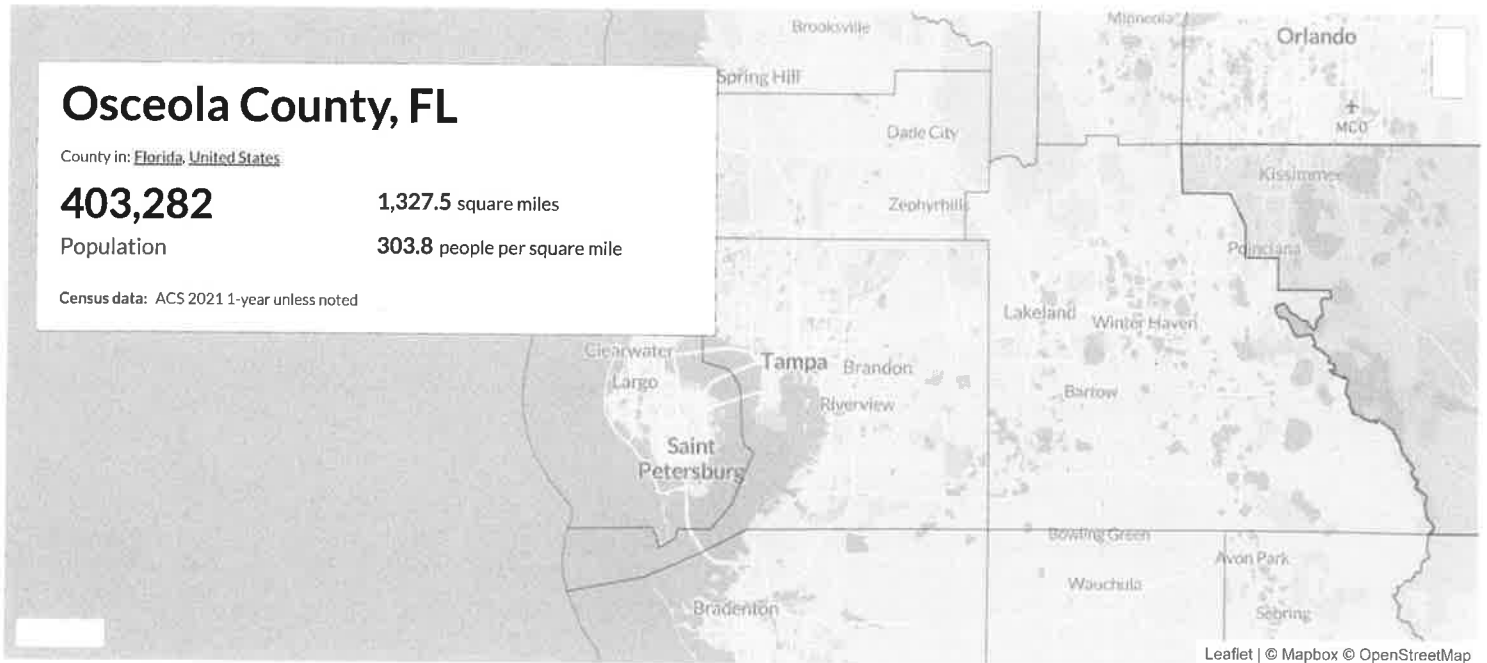 Osceola County, FL
County in: Florida, United States
403,282
Population
1,327.5 square miles
303.8 people per square mile
Census data: ACS 2021 1-year unless noted
Brooksville
Minneola
Orlando
Spring Hill
MCO
Dade City
Kissimmee
Zephyrhills
Poinciana
Lakeland
Winter Haven
Clearwater
Tampa
Brandon
Largo
Bartow
Riverview
Saint
Petersburg
Bowling Green
Avon Park
Wauchula
Bradenton
Sebring
Leaflet | © Mapbox © OpenStreetMap